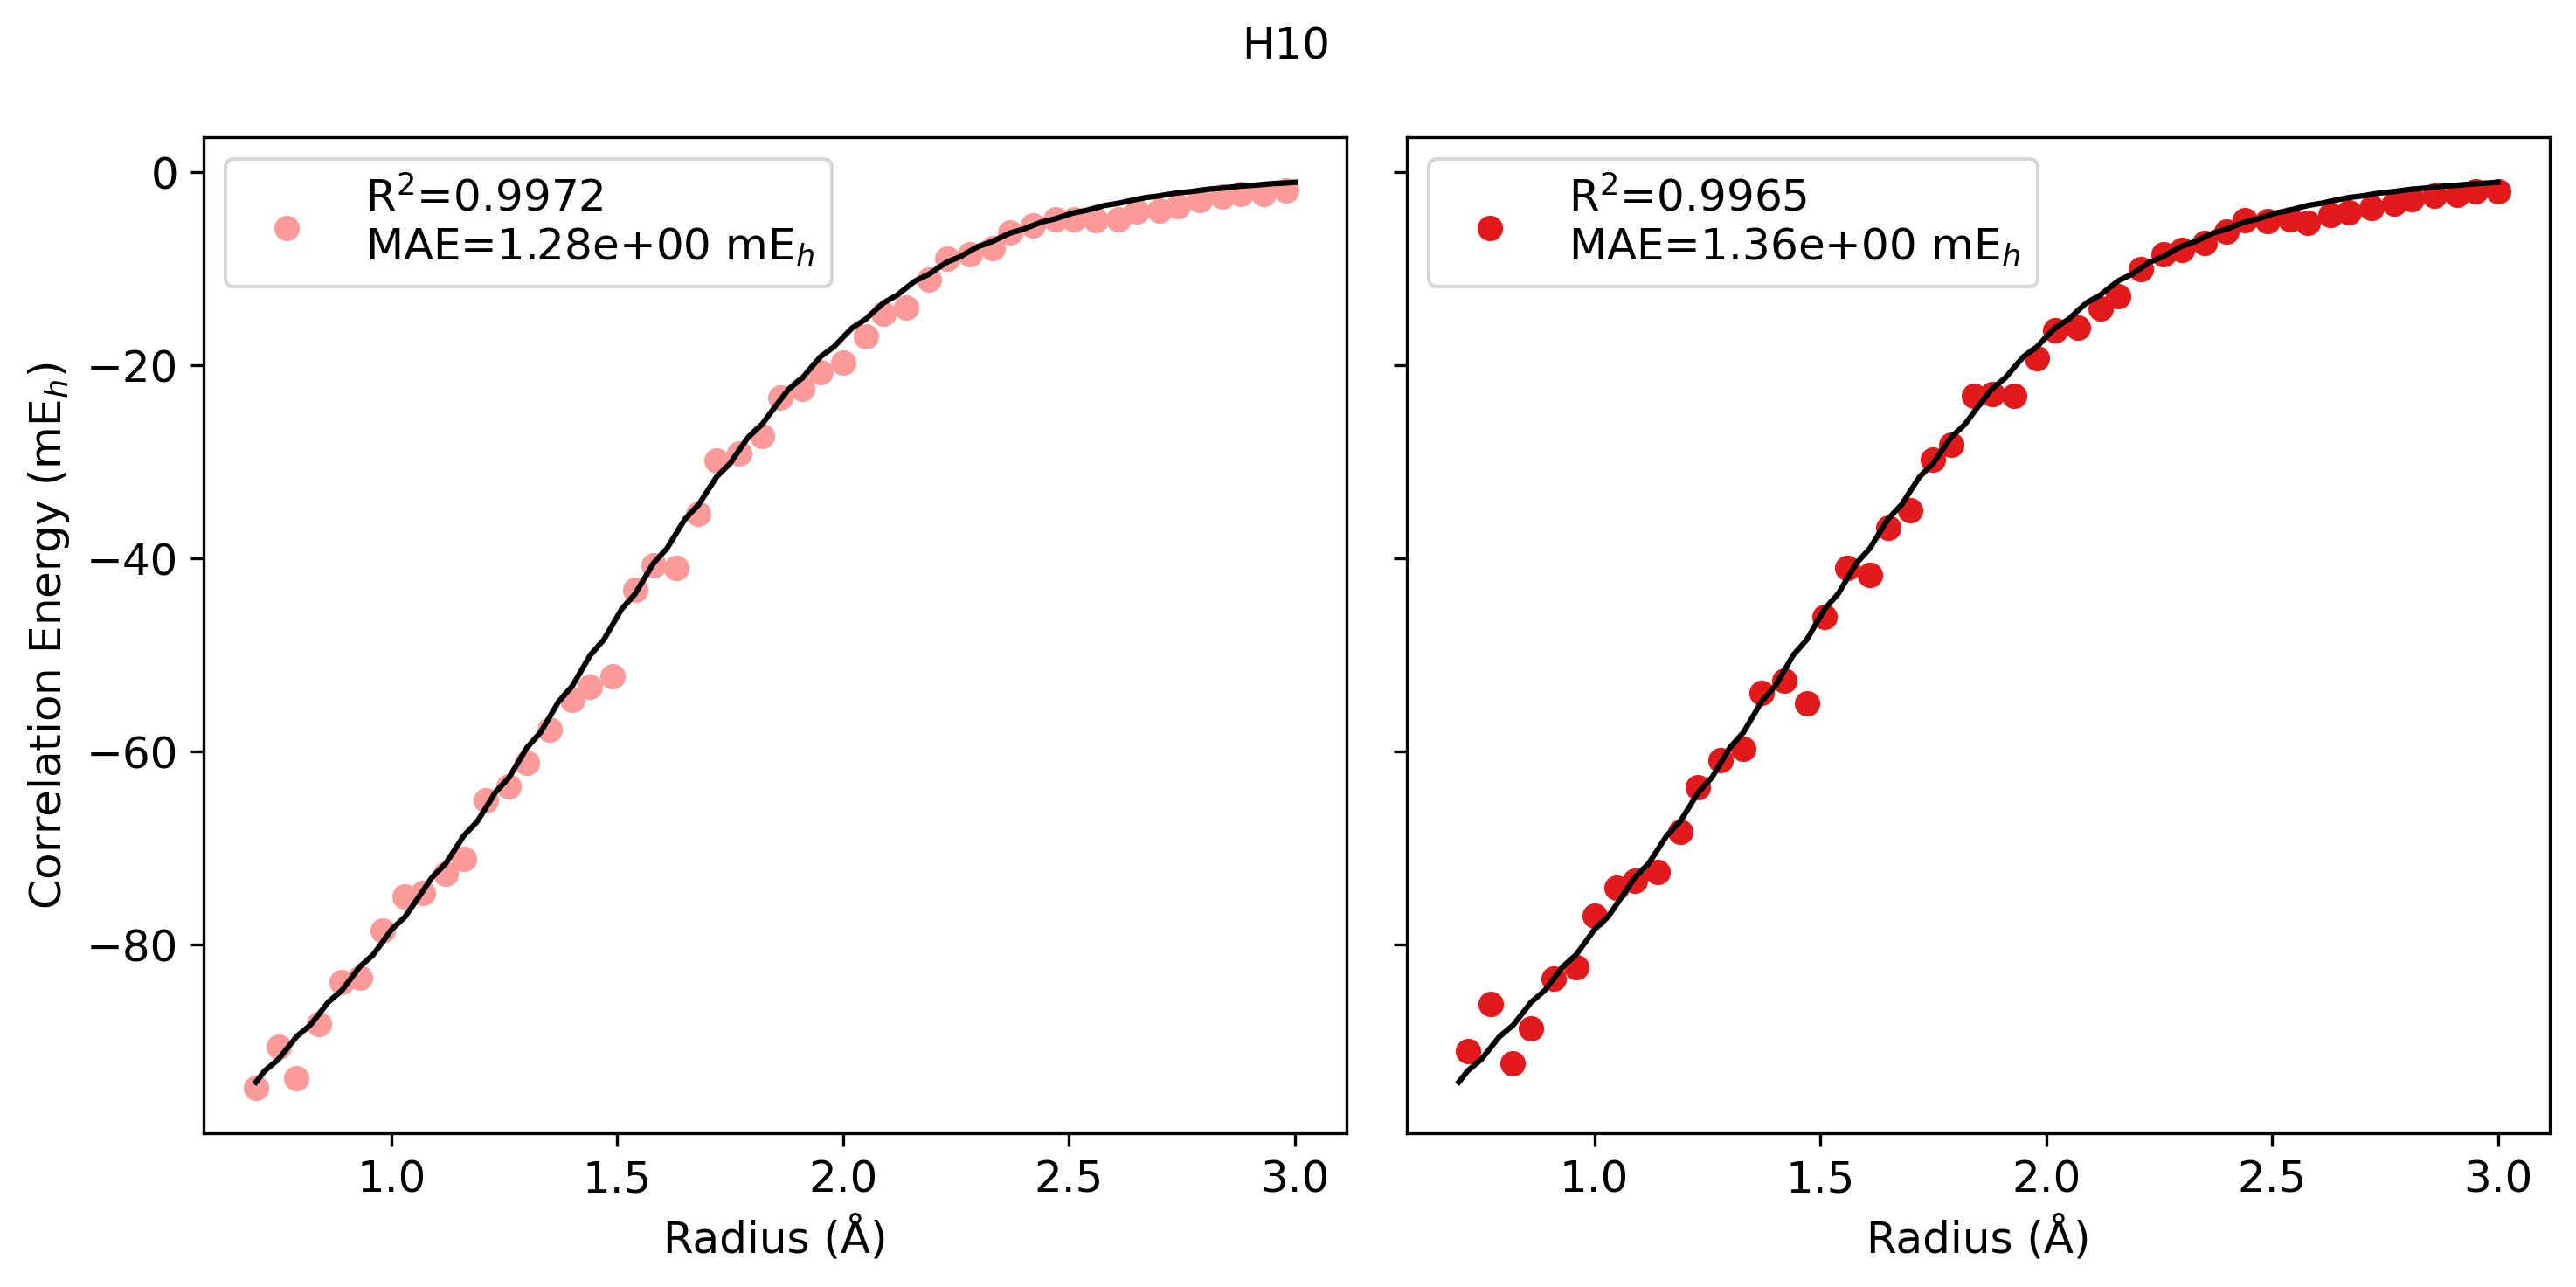 H10
R²=0.9972
MAE=1.28e+00 mEₕ
R²=0.9965
MAE=1.36e+00 mEₕ
Correlation Energy (mEₕ)
0
−20
−40
−60
−80
1.0 1.5 2.0 2.5 3.0
1.0 1.5 2.0 2.5 3.0
Radius (Å)
Radius (Å)